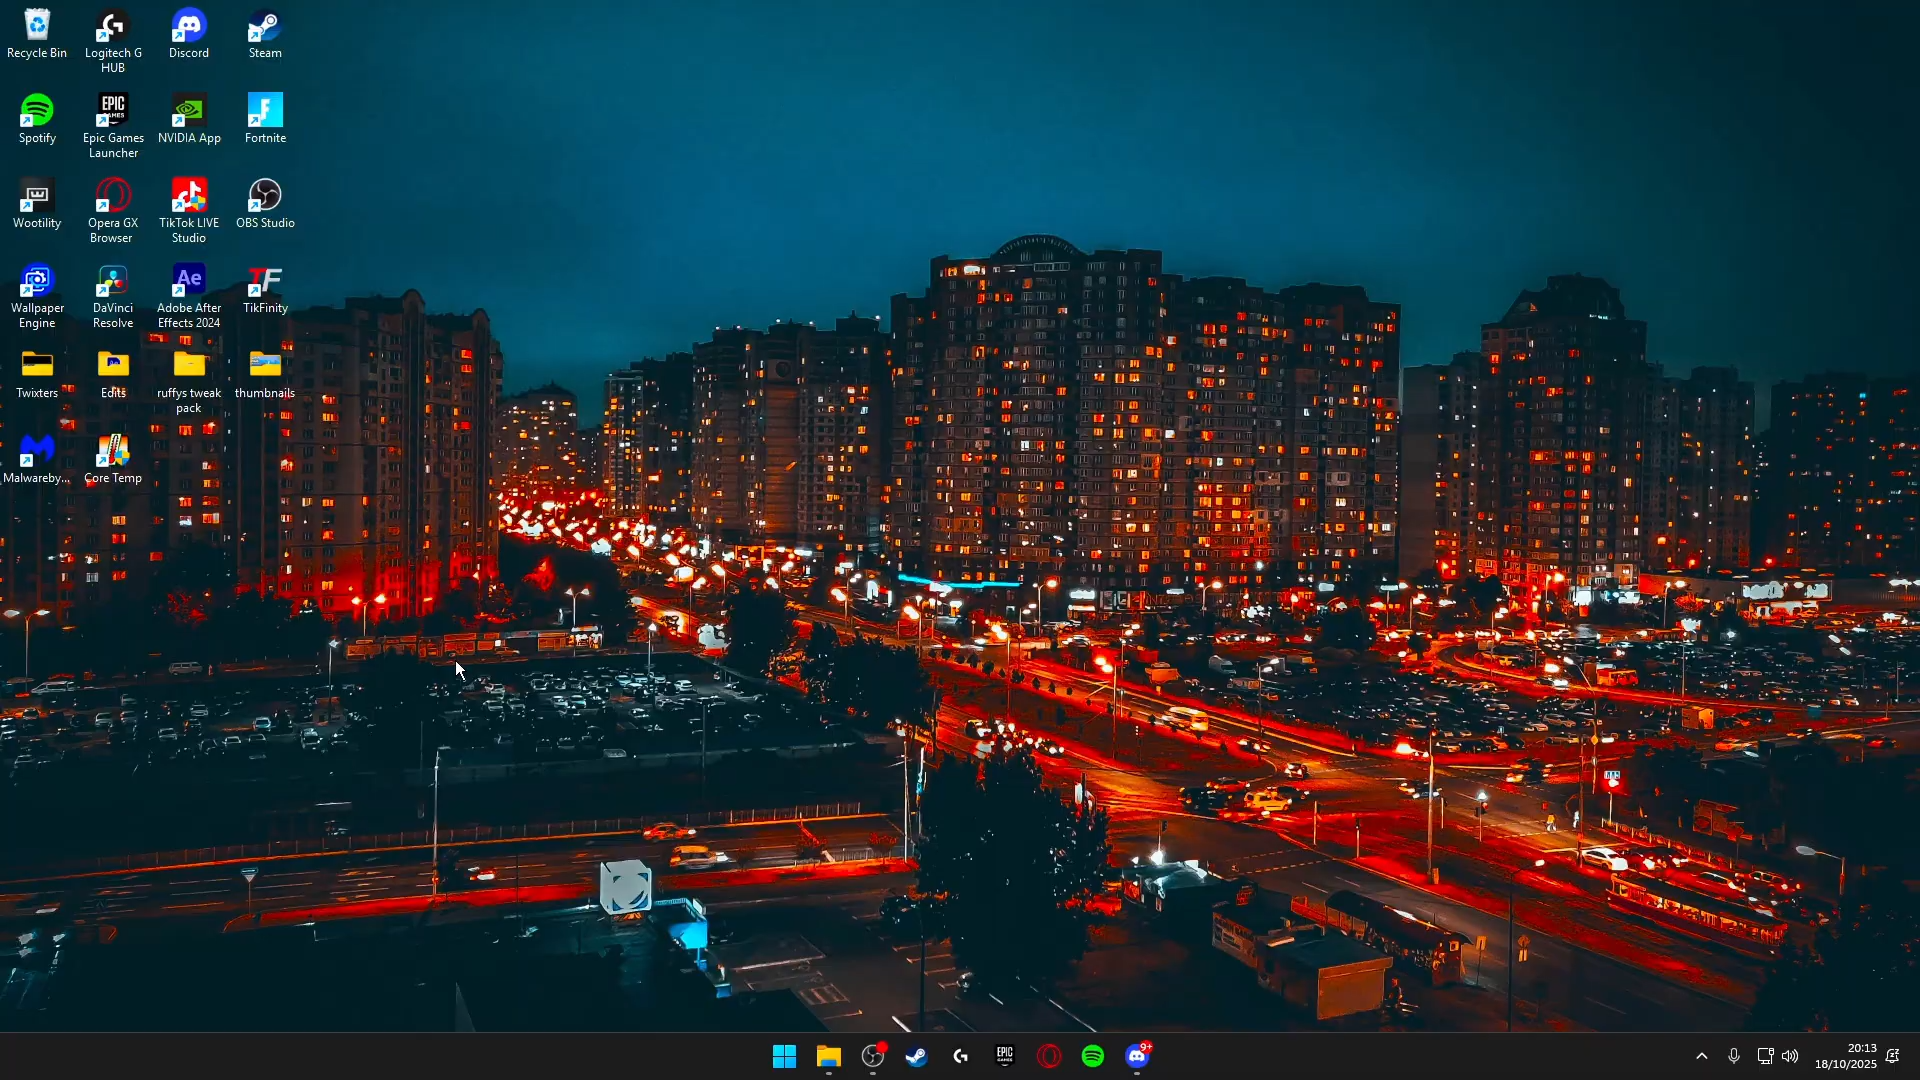 Recycle Bin
Logitech G
HUB
Discord
Steam
Spotify
EPIC
GAMES
Epic Games
Launcher
NVIDIA App
Fortnite
Wootility
Opera GX
Browser
TikTok LIVE
Studio
OBS Studio
Wallpaper
Engine
DaVinci
Resolve
Ae
Adobe After
Effects 2024
TF
TikFinity
Twixters
Edits
ruffys tweak
pack
thumbnails
Malwareby...
Core Temp
EPIC
GAMES
9+
20:13
18/10/2025